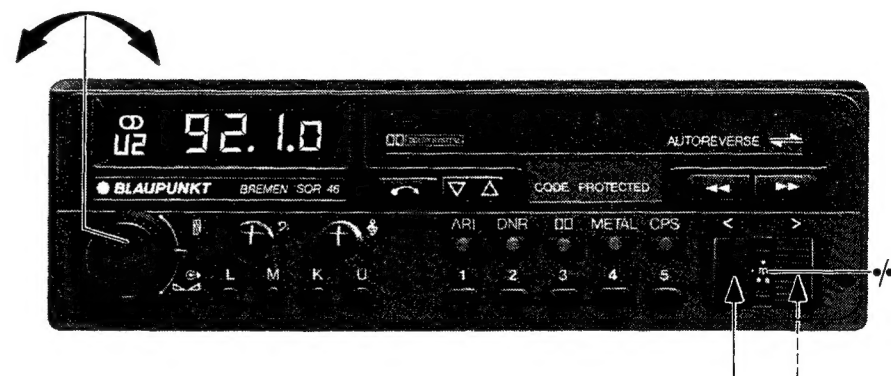 U2 92.1.0
AUTOREVERSE
BLAUPUNKT BREMEN SQR 46
CODE PROTECTED
ARI DNR METAL CPS
< >
L M K U 1 2 3 4 5
m